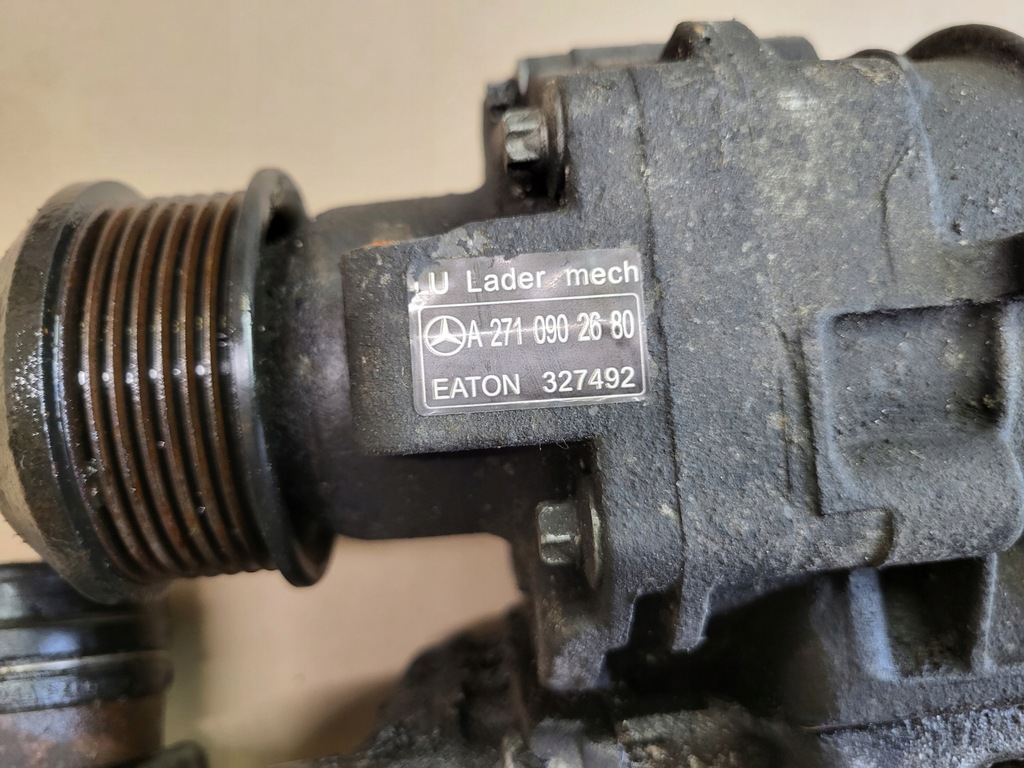 U Lader mech
A 271 090 26 80
EATON 327492